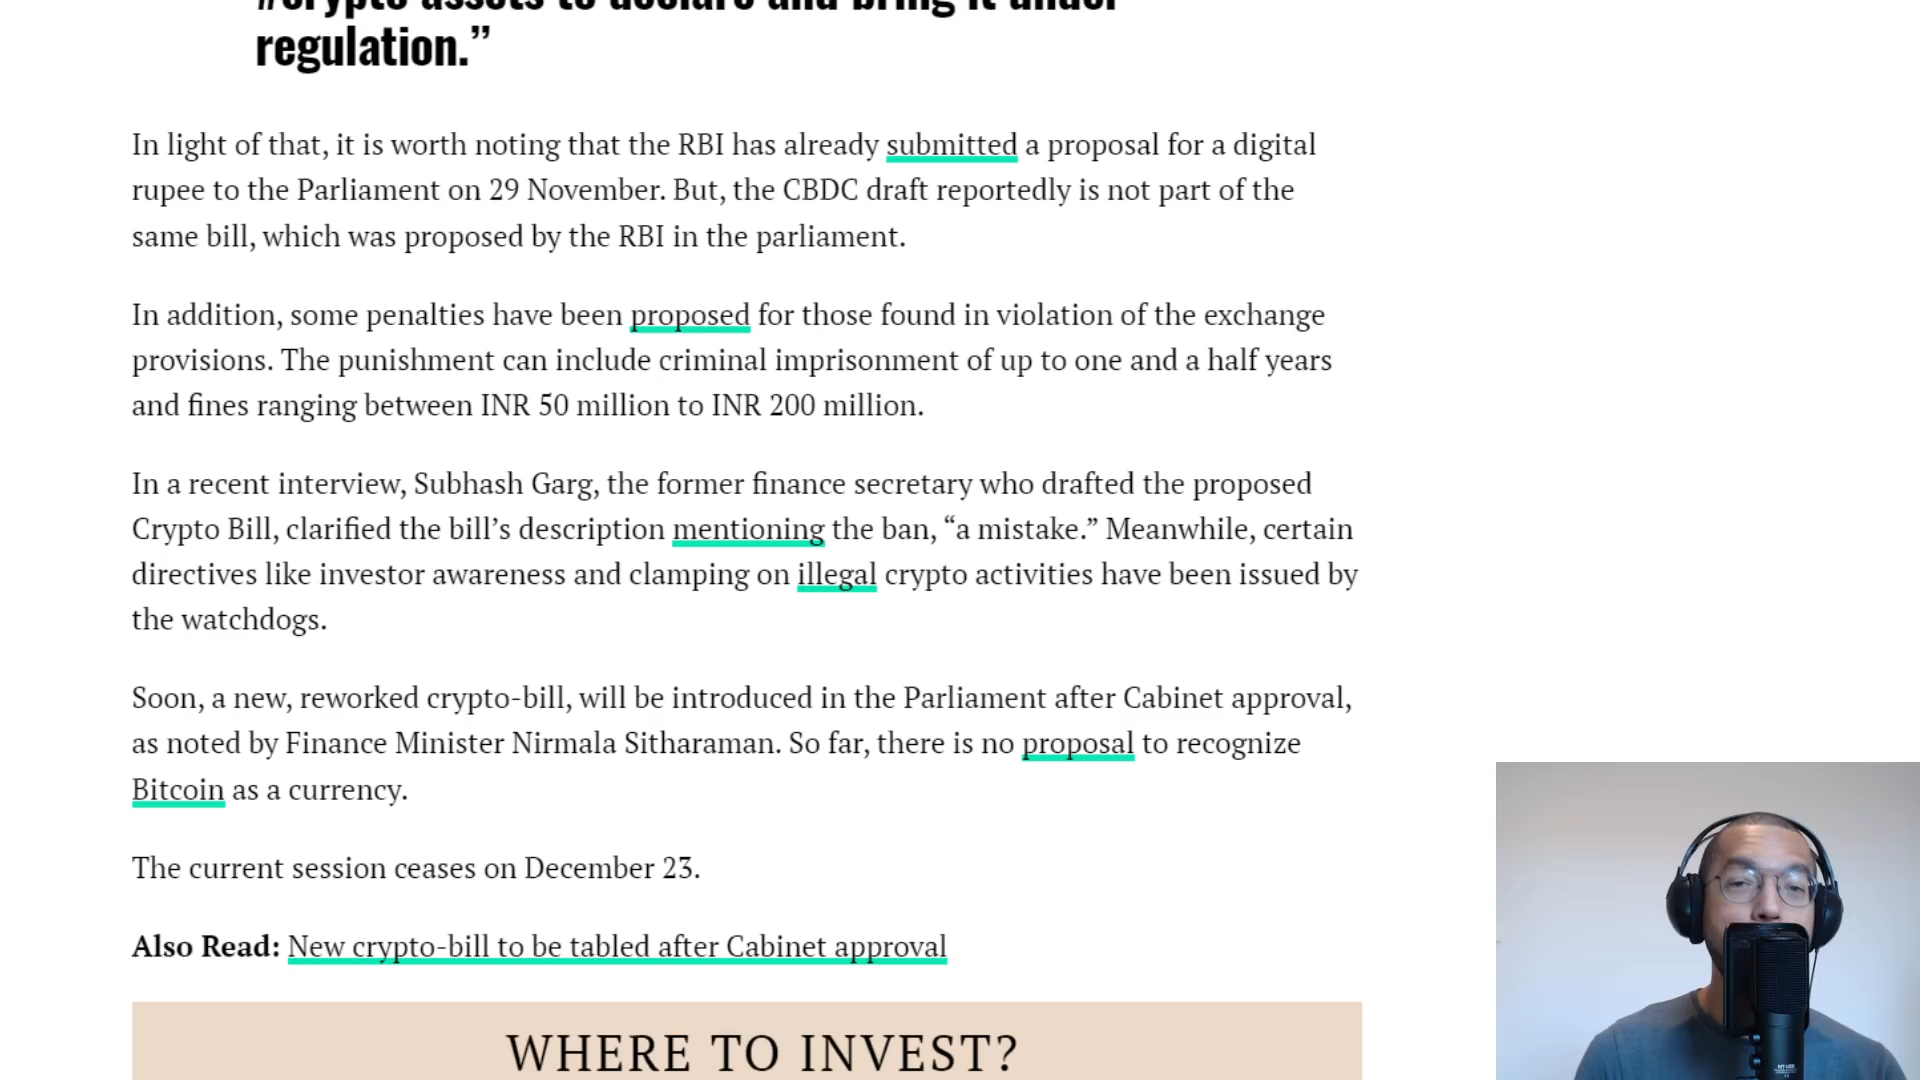 #Crypto assets to declare and bring it under
regulation.”
In light of that, it is worth noting that the RBI has already submitted a proposal for a digital
rupee to the Parliament on 29 November. But, the CBDC draft reportedly is not part of the
same bill, which was proposed by the RBI in the parliament.
In addition, some penalties have been proposed for those found in violation of the exchange
provisions. The punishment can include criminal imprisonment of up to one and a half years
and fines ranging between INR 50 million to INR 200 million.
In a recent interview, Subhash Garg, the former finance secretary who drafted the proposed
Crypto Bill, clarified the bill’s description mentioning the ban, “a mistake.” Meanwhile, certain
directives like investor awareness and clamping on illegal crypto activities have been issued by
the watchdogs.
Soon, a new, reworked crypto-bill, will be introduced in the Parliament after Cabinet approval,
as noted by Finance Minister Nirmala Sitharaman. So far, there is no proposal to recognize
Bitcoin as a currency.
The current session ceases on December 23.
Also Read: New crypto-bill to be tabled after Cabinet approval
WHERE TO INVEST?